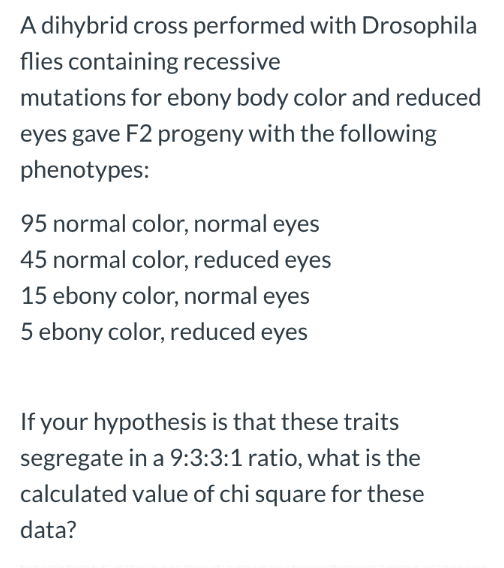 A dihybrid cross performed with Drosophila
flies containing recessive
mutations for ebony body color and reduced
eyes gave F2 progeny with the following
phenotypes:
95 normal color, normal eyes
45 normal color, reduced eyes
15 ebony color, normal eyes
5 ebony color, reduced eyes
If your hypothesis is that these traits
segregate in a 9:3:3:1 ratio, what is the
calculated value of chi square for these
data?